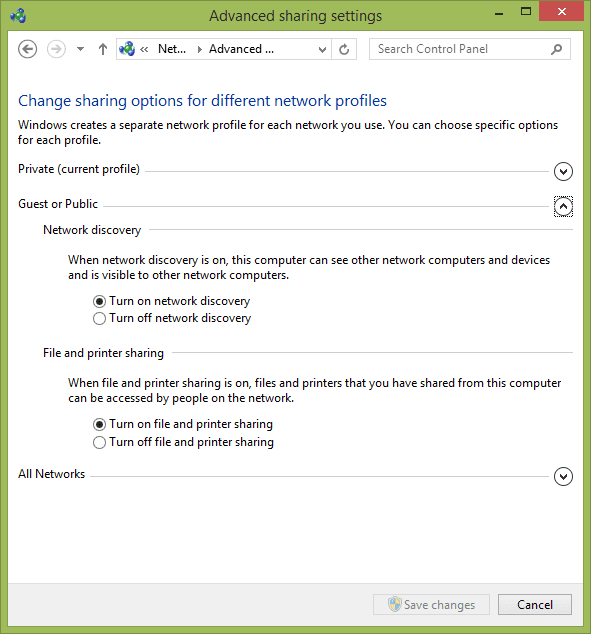 Advanced sharing settings
« Net... Advanced ... Search Control Panel
Change sharing options for different network profiles
Windows creates a separate network profile for each network you use. You can choose specific options
for each profile.
Private (current profile)
Guest or Public
Network discovery
When network discovery is on, this computer can see other network computers and devices
and is visible to other network computers.
Turn on network discovery
Turn off network discovery
File and printer sharing
When file and printer sharing is on, files and printers that you have shared from this computer
can be accessed by people on the network.
Turn on file and printer sharing
Turn off file and printer sharing
All Networks
Save changes Cancel